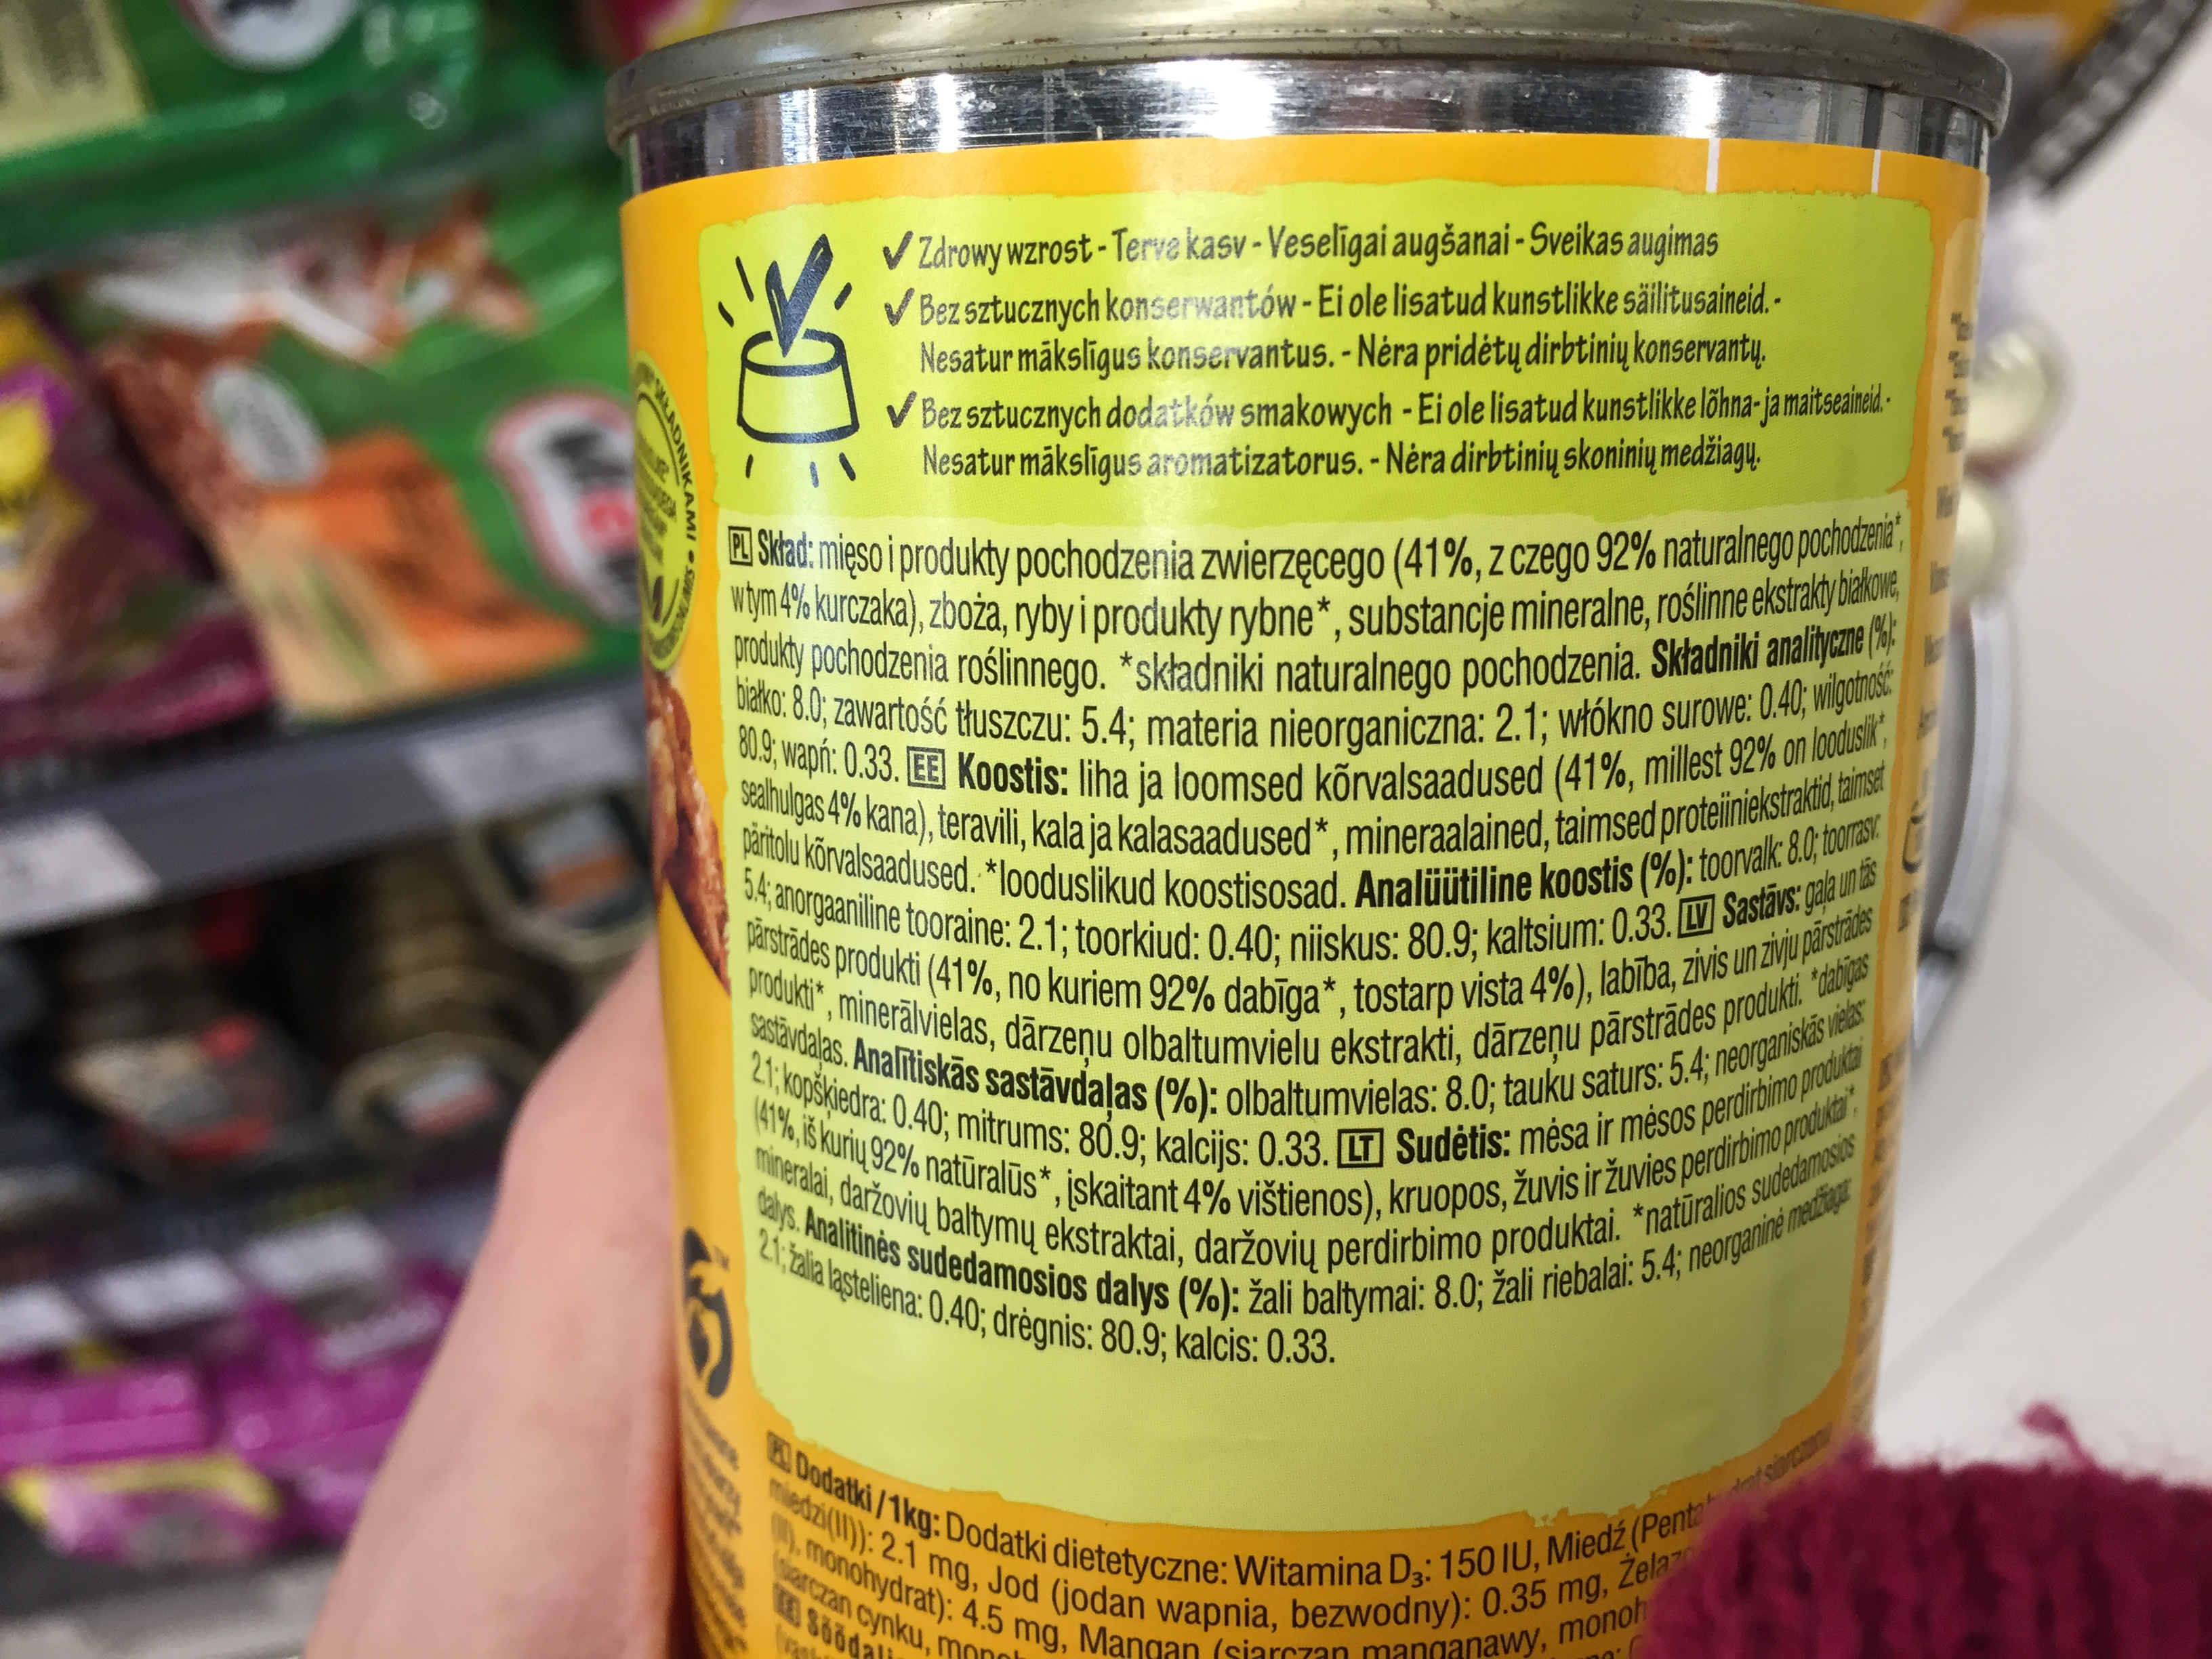 ✓ Zdrowy wzrost - Terve kasv - Veselīgai augšanai - Sveikas augimas
✓ Bez sztucznych konserwantów - Ei ole lisatud kunstlikke säilitusaineid. -
Nesatur mākslīgus konservantus. - Nėra pridėtų dirbtinių konservantų.
✓ Bez sztucznych dodatków smakowych - Ei ole lisatud kunstlikke lõhna- ja maitseaineid. -
Nesatur mākslīgus aromatizatorus. - Nėra dirbtinių skoninių medžiagų.
PL Skład: mięso i produkty pochodzenia zwierzęcego (41%, z czego 92% naturalnego pochodzenia*,
w tym 4% kurczaka), zboża, ryby i produkty rybne*, substancje mineralne, roślinne ekstrakty białkowe,
produkty pochodzenia roślinnego. *składniki naturalnego pochodzenia. Składniki analityczne (%):
białko: 8.0; zawartość tłuszczu: 5.4; materia nieorganiczna: 2.1; włókno surowe: 0.40; wilgotność:
80.9; wapń: 0.33. EE Koostis: liha ja loomsed kõrvalsaadused (41%, millest 92% on looduslik*,
sealhulgas 4% kana), teravili, kala ja kalasaadused*, mineraalained, taimsed proteiiniekstraktid, taimset
päritolu kõrvalsaadused. *looduslikud koostisosad. Analüütiline koostis (%): toorvalk: 8.0; toorrasv:
5.4; anorgaaniline tooraine: 2.1; toorkiud: 0.40; niiskus: 80.9; kaltsium: 0.33. LV Sastāvs: gaļa un tās
pārstrādes produkti (41%, no kuriem 92% dabīga*, tostarp vista 4%), labība, zivis un zivju pārstrādes
produkti*, minerālvielas, dārzeņu olbaltumvielu ekstrakti, dārzeņu pārstrādes produkti. *dabīgas
sastāvdaļas. Analītiskās sastāvdaļas (%): olbaltumvielas: 8.0; tauku saturs: 5.4; neorganiskās vielas:
2.1; kopšķiedra: 0.40; mitrums: 80.9; kalcijs: 0.33. LT Sudėtis: mėsa ir mėsos perdirbimo produktai
(41%, iš kurių 92% natūralūs*, įskaitant 4% vištienos), kruopos, žuvis ir žuvies perdirbimo produktai*,
mineralai, daržovių baltymų ekstraktai, daržovių perdirbimo produktai. *natūralios sudedamosios
dalys. Analitinės sudedamosios dalys (%): žali baltymai: 8.0; žali riebalai: 5.4; neorganinė medžiaga:
2.1; žalia ląsteliena: 0.40; drėgnis: 80.9; kalcis: 0.33.
PL Dodatki / 1kg: Dodatki dietetyczne: Witamina D₃: 150 IU, Miedź (Penta siarczanu
miedzi(II)): 2.1 mg, Jod (jodan wapnia, bezwodny): 0.35 mg,
(II), monohydrat): 4.5 mg, Mangan (siarczan manganawy,
(siarczan cynku,
EE
SKŁADNIKAMI •
TM